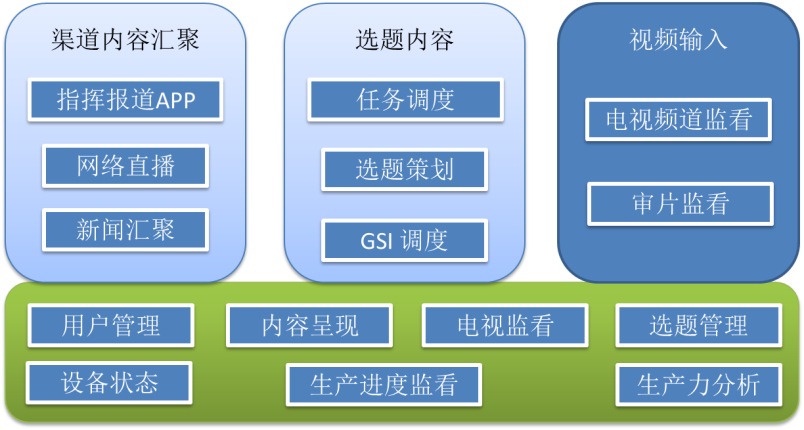 渠道内容汇聚
指挥报道APP
网络直播
新闻汇聚
选题内容
任务调度
选题策划
GSI 调度
视频输入
电视频道监看
审片监看
用户管理
内容呈现
电视监看
选题管理
设备状态
生产进度监看
生产力分析